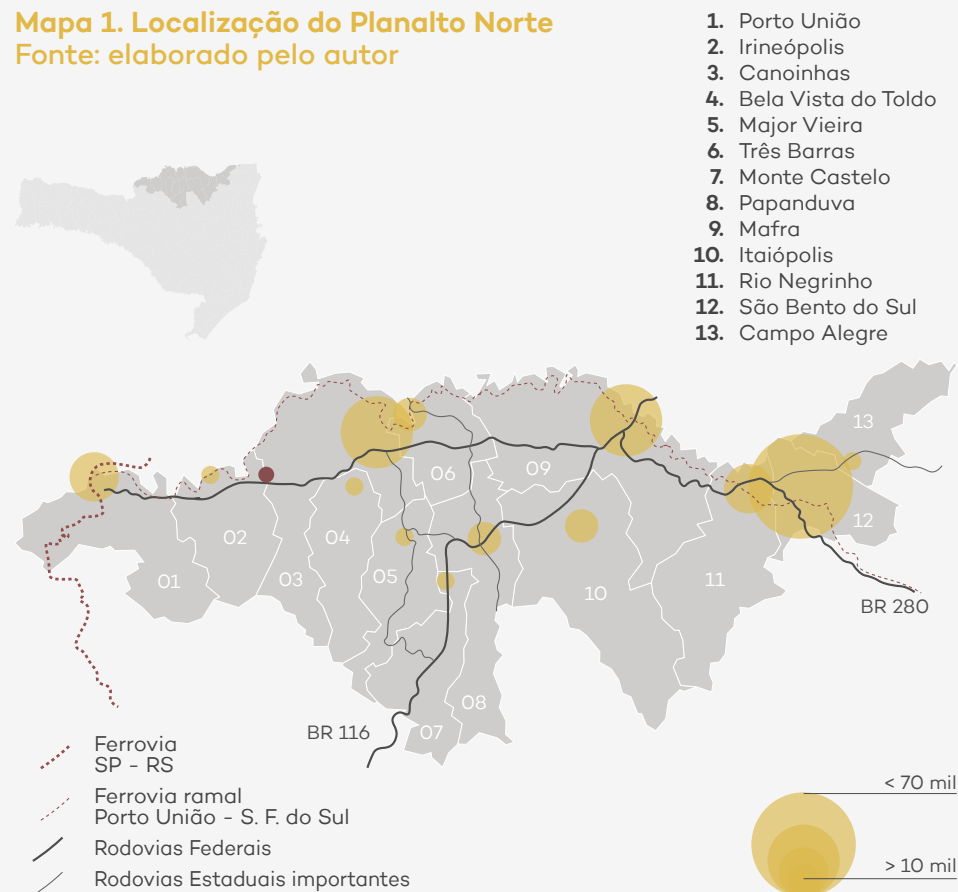 Mapa 1. Localização do Planalto Norte
Fonte: elaborado pelo autor
1. Porto União
2. Irineópolis
3. Canoinhas
4. Bela Vista do Toldo
5. Major Vieira
6. Três Barras
7. Monte Castelo
8. Papanduva
9. Mafra
10. Itaiópolis
11. Rio Negrinho
12. São Bento do Sul
13. Campo Alegre
13
06
09
12
02
04
01
03
05
10
11
BR 280
08
BR 116
07
Ferrovia
SP - RS
Ferrovia ramal
Porto União - S. F. do Sul
Rodovias Federais
Rodovias Estaduais importantes
< 70 mil
> 10 mil